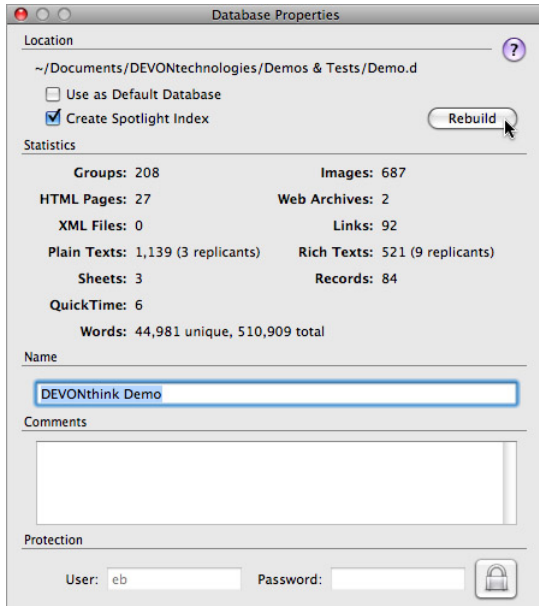 Database Properties
Location
?
~/Documents/DEVONtechnologies/Demos & Tests/Demo.d
Use as Default Database
Create Spotlight Index
Rebuild
Statistics
Groups: 208 Images: 687
HTML Pages: 27 Web Archives: 2
XML Files: 0 Links: 92
Plain Texts: 1,139 (3 replicants) Rich Texts: 521 (9 replicants)
Sheets: 3 Records: 84
QuickTime: 6
Words: 44,981 unique, 510,909 total
Name
DEVONthink Demo
Comments
Protection
User: eb Password: